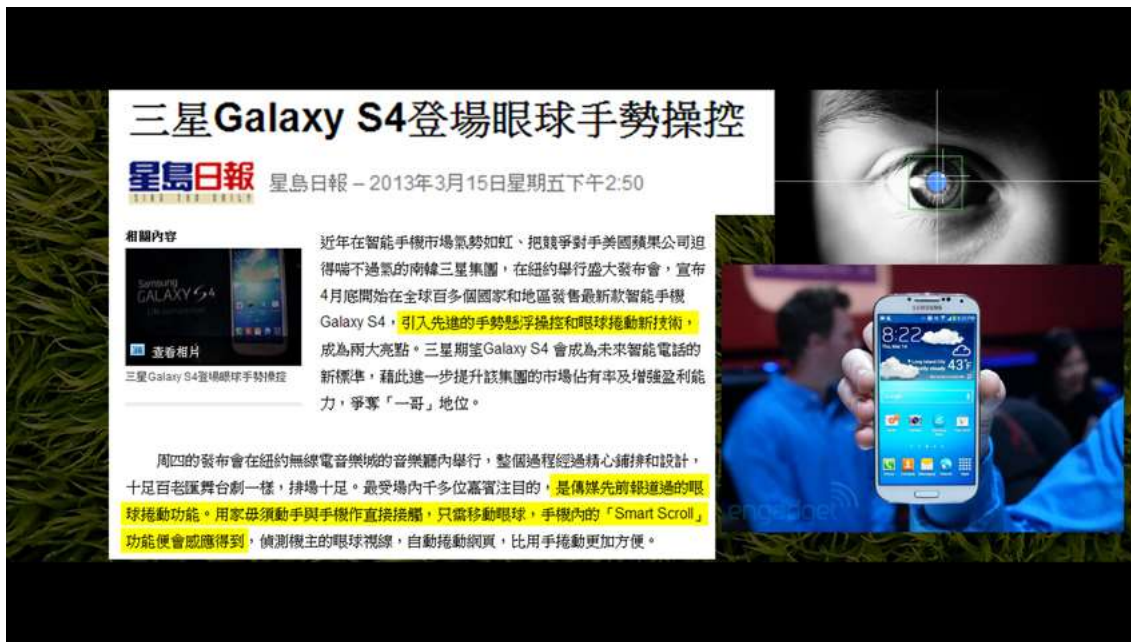 三星Galaxy S4登場眼球手勢操控
星島日報
SING TAO DAILY
星島日報 – 2013年3月15日星期五下午2:50
相關內容
Samsung
GALAXY S4
查看相片
三星Galaxy S4登場眼球手勢操控
近年在智能手機市場氣勢如虹、把競爭對手美國蘋果公司迫
得喘不過氣的南韓三星集團，在紐約舉行盛大發布會，宣布
4月底開始在全球百多個國家和地區發售最新款智能手機
Galaxy S4，引入先進的手勢懸浮操控和眼球捲動新技術，
成為兩大亮點。三星期望Galaxy S4 會成為未來智能電話的
新標準，藉此進一步提升該集團的市場佔有率及增強盈利能
力，爭奪「一哥」地位。
周四的發布會在紐約無線電音樂城的音樂廳內舉行，整個過程經過精心鋪排和設計，
十足百老匯舞台劇一樣，排場十足。最受場內千多位嘉賓注目的，是傳媒先前報道過的眼
球捲動功能。用家毋須動手與手機作直接接觸，只需移動眼球，手機內的「Smart Scroll」
功能便會感應得到，偵測機主的眼球視線，自動捲動網頁，比用手捲動更加方便。
SAMSUNG
8:22
Thu, Mar 14
Long Island City
43°F
engadget